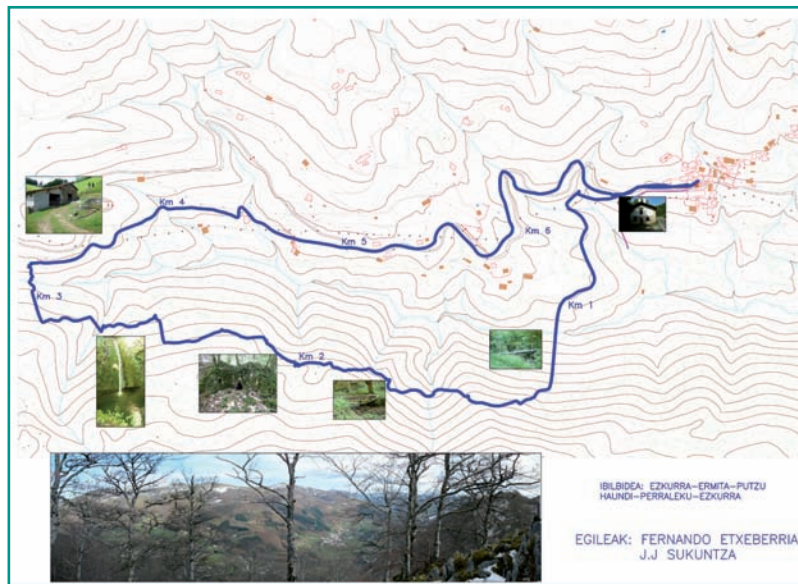 Km 4
Km 5
Km 6
Km 3
Km 1
Km 2
IBILBIDEA: EZKURRA-ERMITA-PUTZU
HAUNDI-PERRALEKU-EZKURRA
EGILEAK: FERNANDO ETXEBERRIA
J.J SUKUNTZA